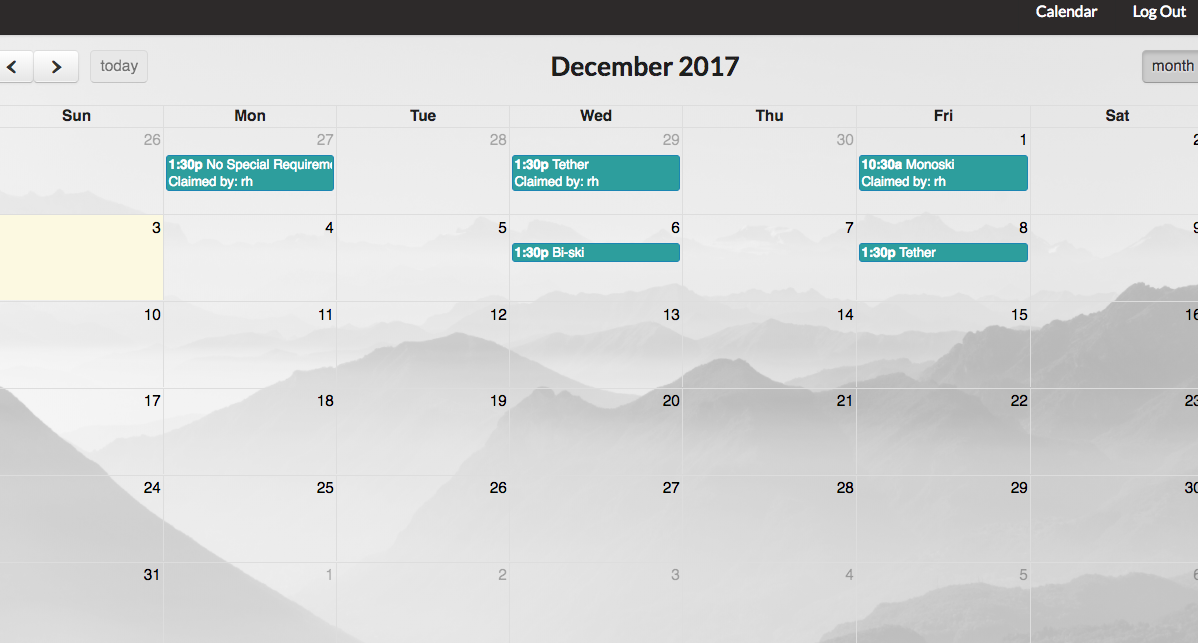 Calendar Log Out
today December 2017 month
Sun Mon Tue Wed Thu Fri Sat
26 27 28 29 30 1 2
1:30p No Special Requirem
Claimed by: rh
1:30p Tether
Claimed by: rh
10:30a Monoski
Claimed by: rh
3 4 5 6 7 8 9
1:30p Bi-ski
1:30p Tether
10 11 12 13 14 15 16
17 18 19 20 21 22 23
24 25 26 27 28 29 30
31 1 2 3 4 5 6